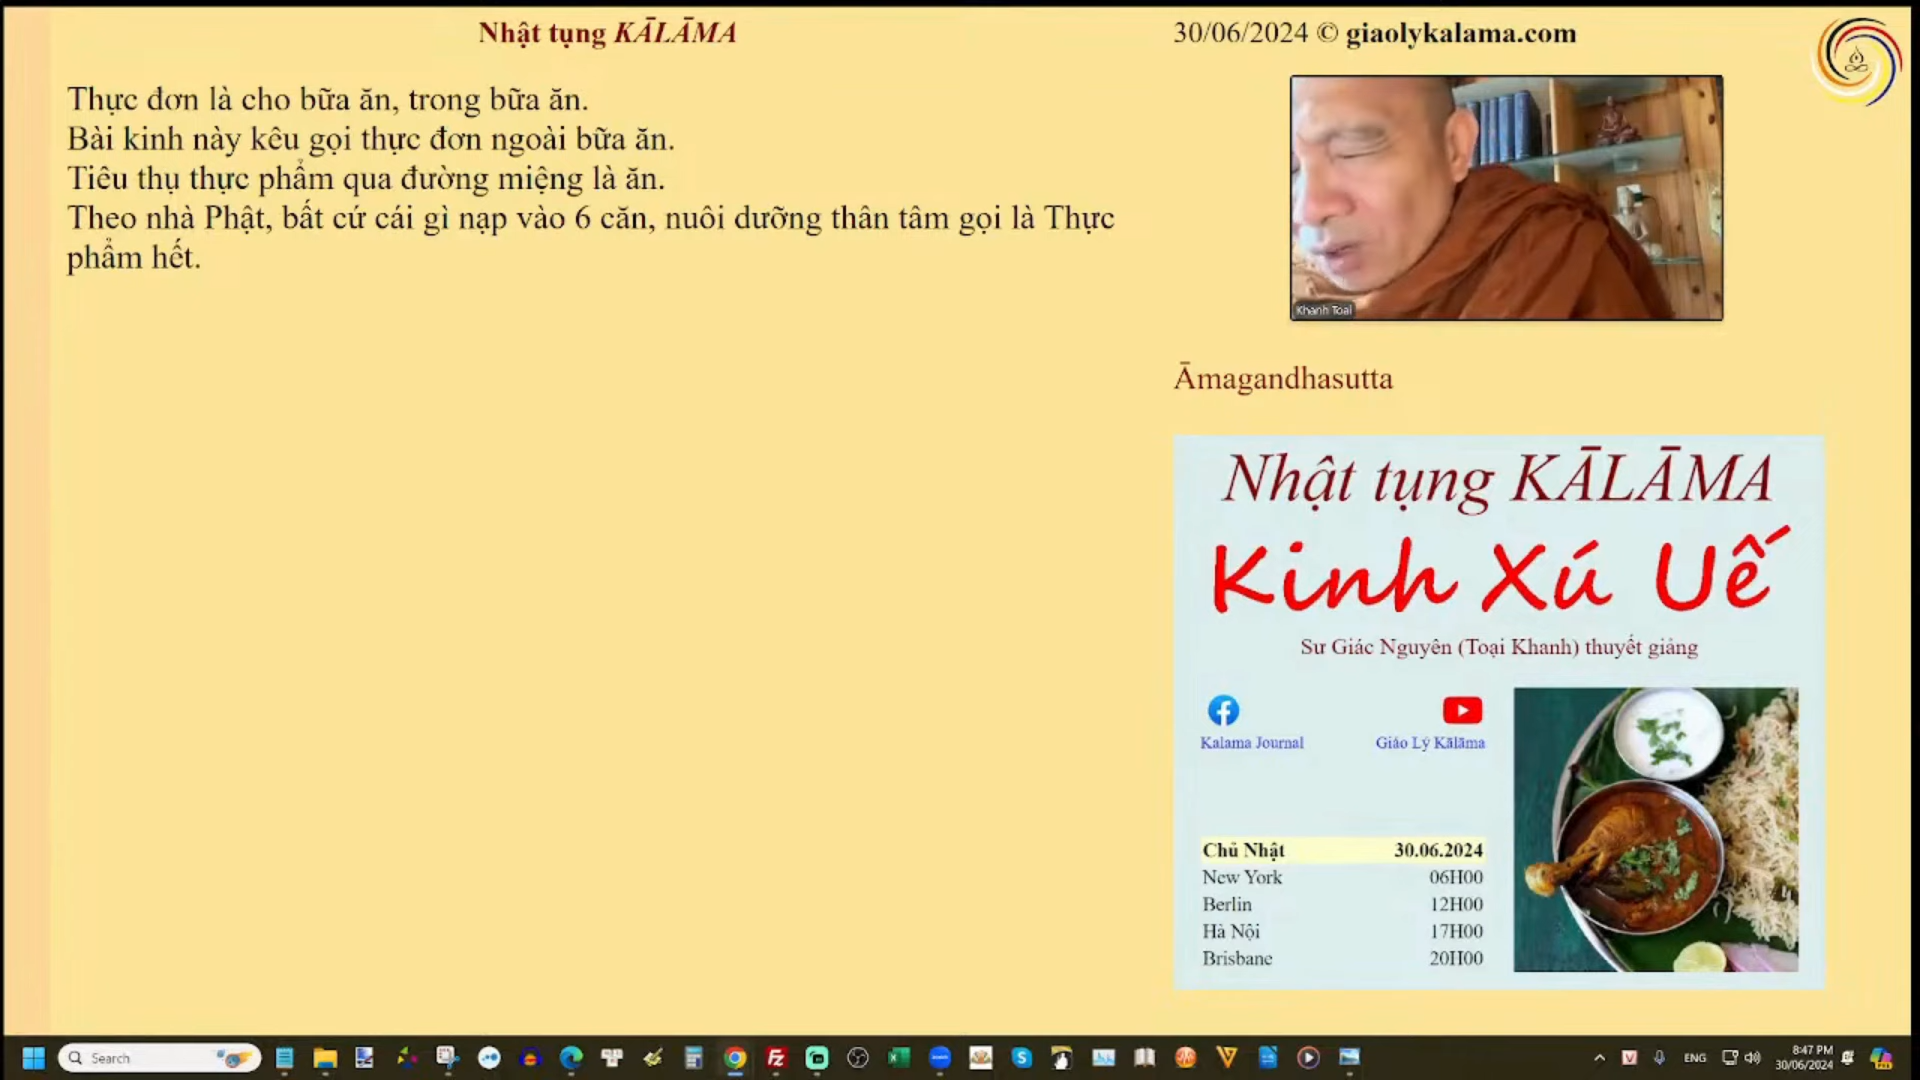 Nhật tụng KĀLĀMA
30/06/2024 © giaolykalama.com
Thực đơn là cho bữa ăn, trong bữa ăn.
Bài kinh này kêu gọi thực đơn ngoài bữa ăn.
Tiêu thụ thực phẩm qua đường miệng là ăn.
Theo nhà Phật, bất cứ cái gì nạp vào 6 căn, nuôi dưỡng thân tâm gọi là Thực
phẩm hết.
Khanh Toai
Āmagandhasutta
Nhật tụng KĀLĀMA
Kinh Xú Uế
Sư Giác Nguyên (Toại Khanh) thuyết giảng
Kalama Journal
Giáo Lý Kālāma
Chủ Nhật 30.06.2024
New York 06H00
Berlin 12H00
Hà Nội 17H00
Brisbane 20H00
Search
ENG
8:47 PM
30/06/2024